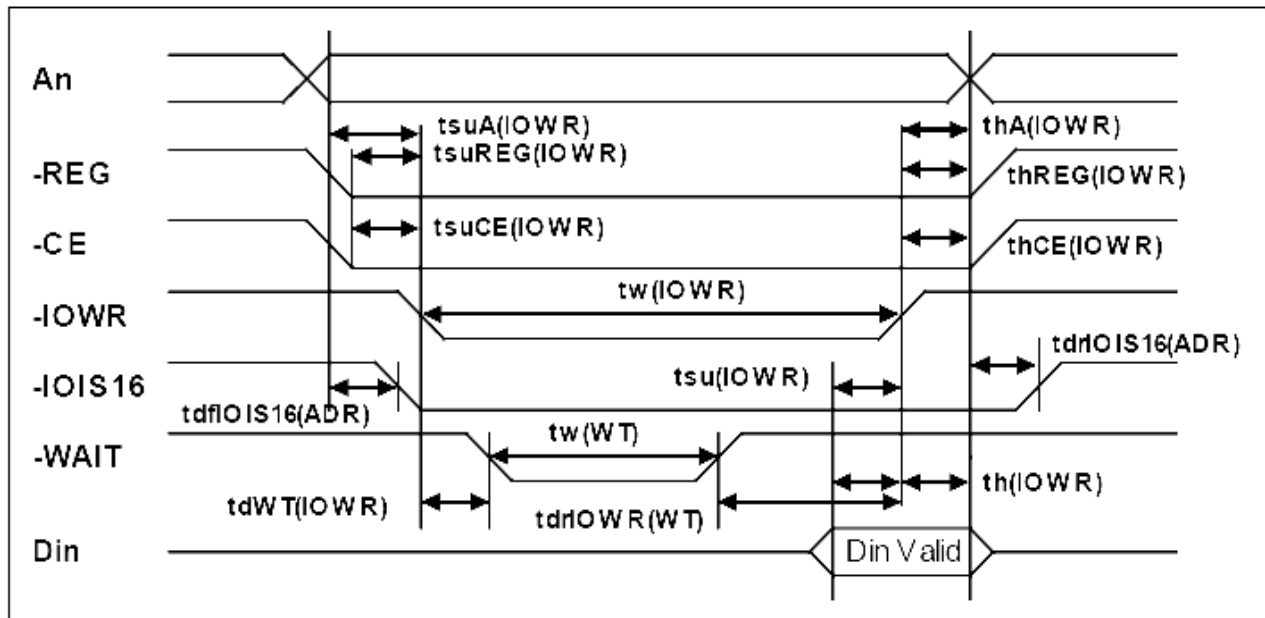 An
tsuA(IOWR)
thA(IOWR)
tsuREG(IOWR)
-REG
thREG(IOWR)
tsuCE(IOWR)
-CE
thCE(IOWR)
tw(IOWR)
-IOWR
tdrIOIS16(ADR)
tsu(IOWR)
-IOIS16
tdfIOIS16(ADR)
tw(WT)
-WAIT
th(IOWR)
tdWT(IOWR)
tdrIOWR(WT)
Din
Din Valid